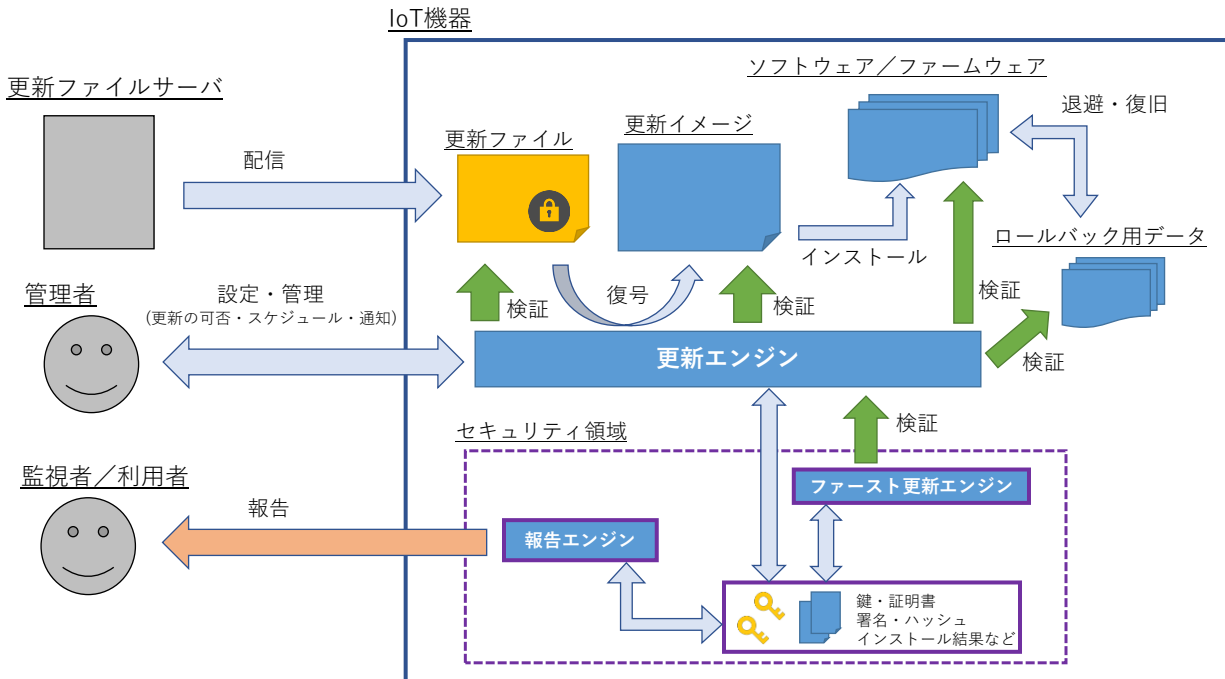 IoT機器
更新ファイルサーバ
ソフトウェア／ファームウェア
退避・復旧
更新ファイル
更新イメージ
配信
インストール
ロールバック用データ
管理者
設定・管理
(更新の可否・スケジュール・通知)
検証
復号
検証
検証
検証
更新エンジン
検証
セキュリティ領域
監視者／利用者
ファースト更新エンジン
報告
報告エンジン
鍵・証明書
署名・ハッシュ
インストール結果など